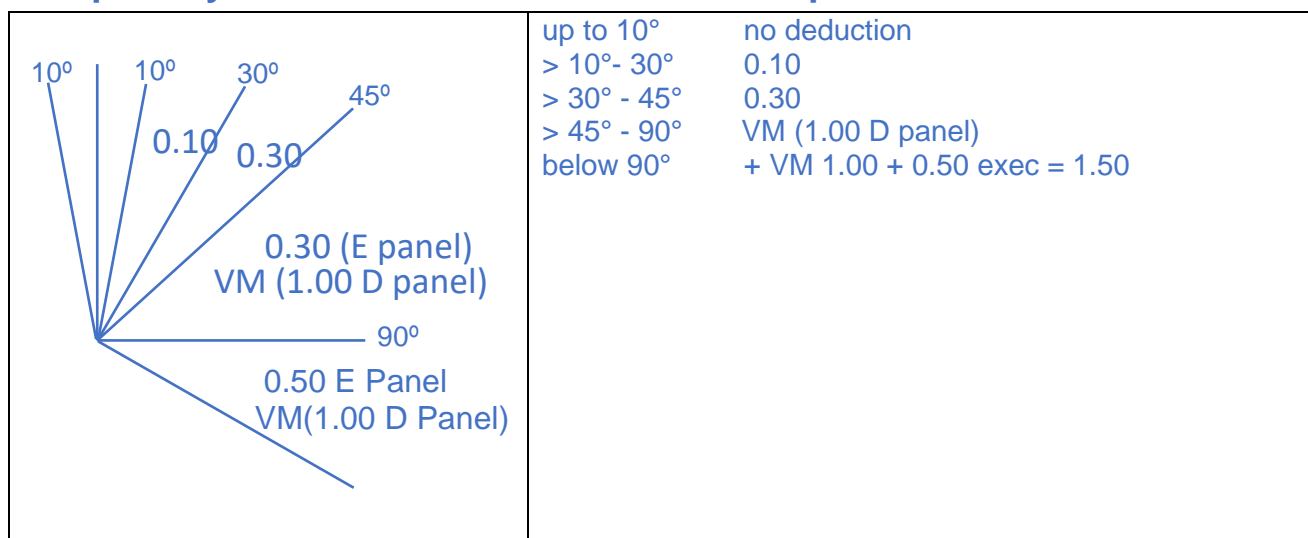 10º
10º
30º
45º
0.10
0.30
0.30 (E panel)
VM (1.00 D panel)
90º
0.50 E Panel
VM(1.00 D Panel)
up to 10° no deduction
> 10°- 30° 0.10
> 30° - 45° 0.30
> 45° - 90° VM (1.00 D panel)
below 90° + VM 1.00 + 0.50 exec = 1.50